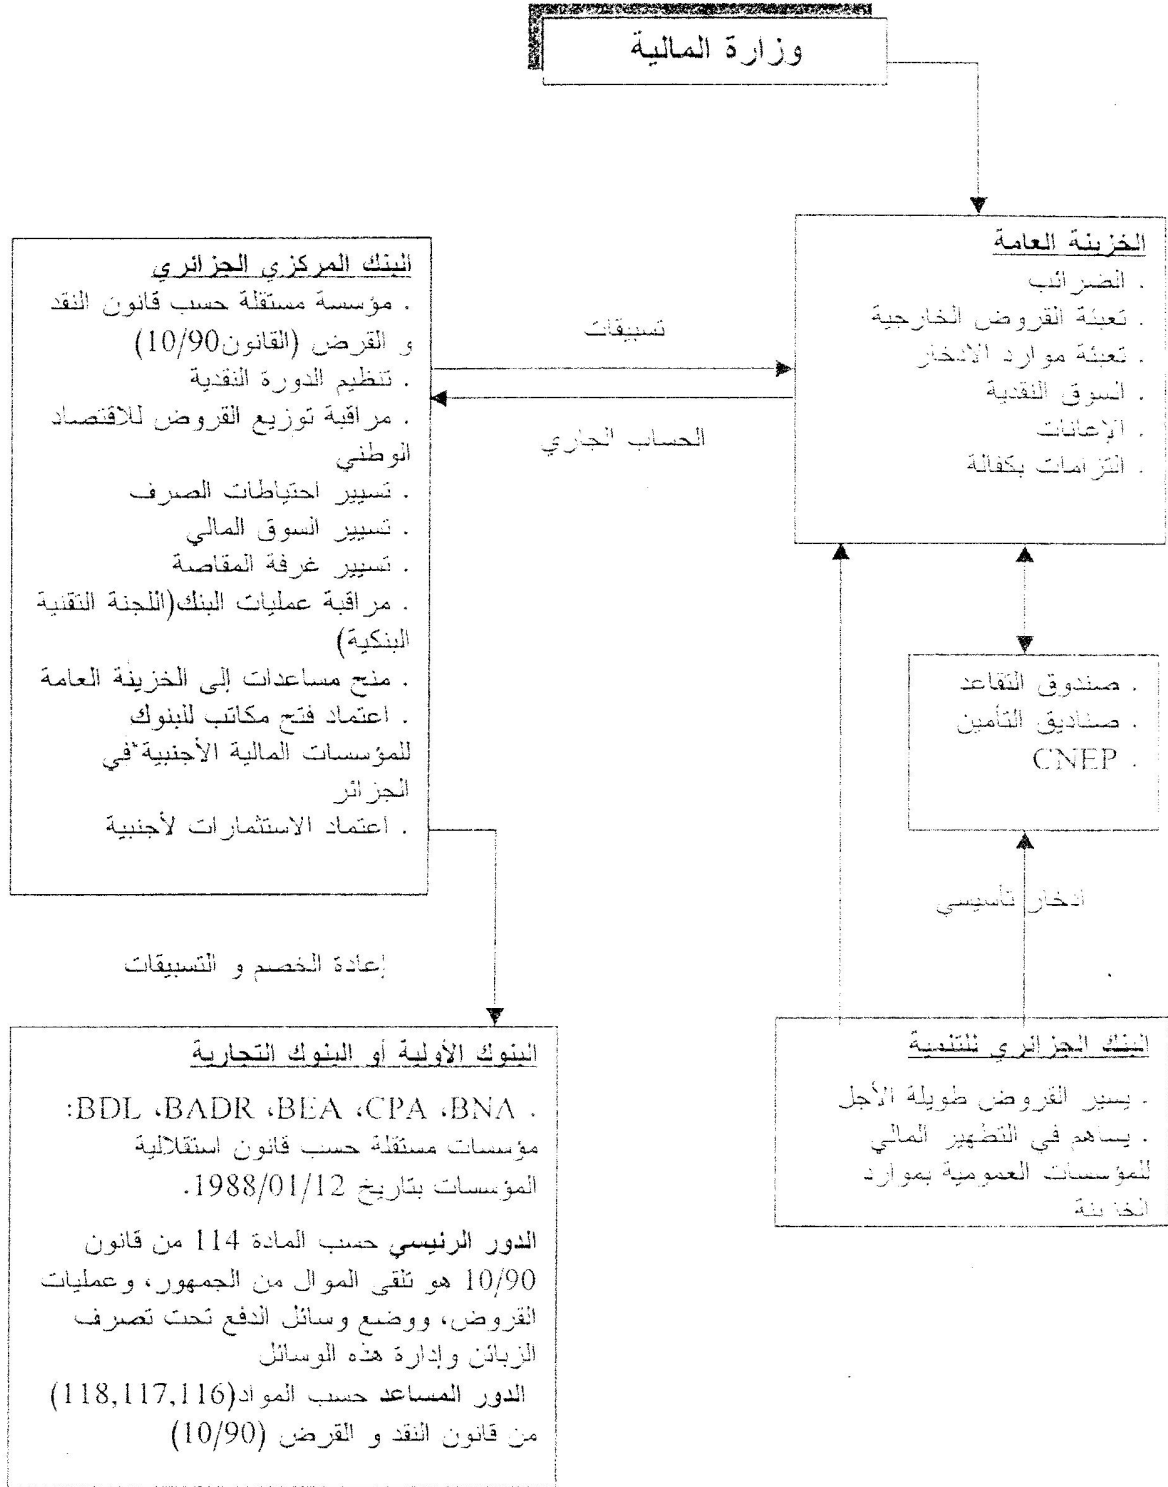 وزارة المالية
الخزينة العامة
. الضرائب
. تعبئة القروض الخارجية
. تعبئة موارد الادخار
. السوق النقدية
. الإعانات
. التزامات بكفالة
تسبيقات
الحساب الجاري
البنك المركزي الجزائري
. مؤسسة مستقلة حسب قانون النقد
و القرض (القانون10/90)
. تنظيم الدورة النقدية
. مراقبة توزيع القروض للاقتصاد
الوطني
. تسيير احتياطات الصرف
. تسيير السوق المالي
. تسيير غرفة المقاصة
. مراقبة عمليات البنك(اللجنة التقنية
البنكية)
. منح مساعدات إلى الخزينة العامة
. اعتماد فتح مكاتب للبنوك
للمؤسسات المالية الأجنبية في
الجزائر
. اعتماد الاستثمارات لأجنبية
. صندوق التقاعد
. صناديق التأمين
. CNEP
ادخار تأسيسي
إعادة الخصم و التسبيقات
البنك الجزائري للتنمية
. يسير القروض طويلة الأجل
. يساهم في التطهير المالي
للمؤسسات العمومية بموارد
الخزينة
البنوك الأولية أو البنوك التجارية
. BDL ،BADR ،BEA ،CPA ،BNA:
مؤسسات مستقلة حسب قانون استقلالية
المؤسسات بتاريخ 1988/01/12.
الدور الرئيسي حسب المادة 114 من قانون
10/90 هو تلقى الموال من الجمهور، وعمليات
القروض، ووضع وسائل الدفع تحت تصرف
الزبائن وإدارة هذه الوسائل
الدور المساعد حسب المواد(118,117,116)
من قانون النقد و القرض (10/90)